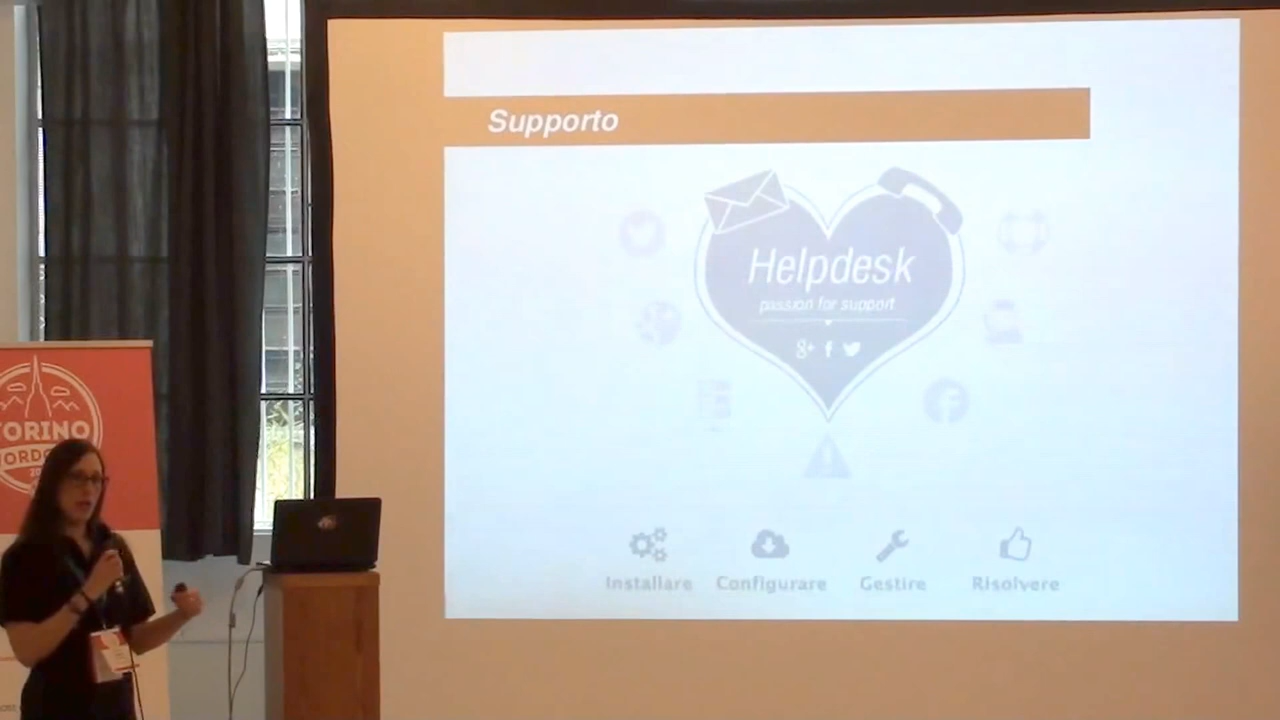 Supporto
Helpdesk
passion for support
g+ f
Installare Configurare Gestire Risolvere
TORINO